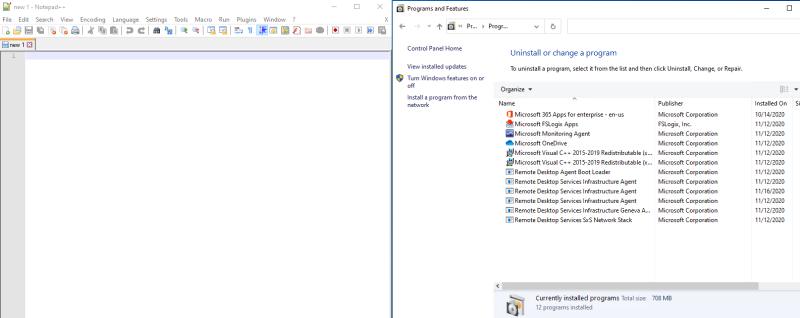 new 1 - Notepad++
File Edit Search View Encoding Language Settings Tools Macro Run Plugins Window ?
new 1
1
Programs and Features
Pr... Progr...
Control Panel Home
View installed updates
Turn Windows features on or
off
Install a program from the
network
Uninstall or change a program
To uninstall a program, select it from the list and then click Uninstall, Change, or Repair.
Organize
Name Publisher Installed On Si
Microsoft 365 Apps for enterprise - en-us Microsoft Corporation 10/14/2020
Microsoft FSLogix Apps FSLogix, Inc. 11/12/2020
Microsoft Monitoring Agent Microsoft Corporation 11/12/2020
Microsoft OneDrive Microsoft Corporation 11/12/2020
Microsoft Visual C++ 2015-2019 Redistributable (x... Microsoft Corporation 11/12/2020
Microsoft Visual C++ 2015-2019 Redistributable (x... Microsoft Corporation 11/12/2020
Remote Desktop Agent Boot Loader Microsoft Corporation 11/12/2020
Remote Desktop Services Infrastructure Agent Microsoft Corporation 11/12/2020
Remote Desktop Services Infrastructure Agent Microsoft Corporation 11/16/2020
Remote Desktop Services Infrastructure Agent Microsoft Corporation 11/12/2020
Remote Desktop Services Infrastructure Geneva A... Microsoft Corporation 11/12/2020
Remote Desktop Services SxS Network Stack Microsoft Corporation 11/12/2020
Currently installed programs Total size: 708 MB
12 programs installed